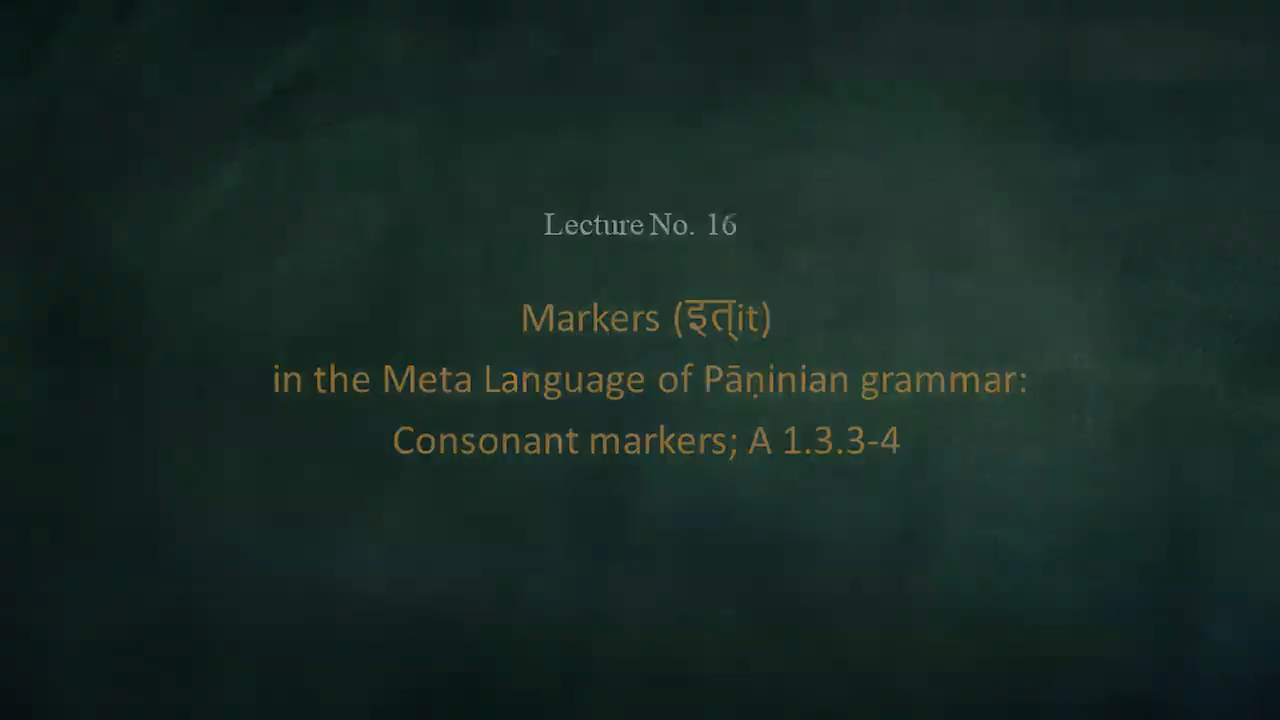 Lecture No. 16
Markers (इत् it)
in the Meta Language of Pāṇinian grammar:
Consonant markers; A 1.3.3-4